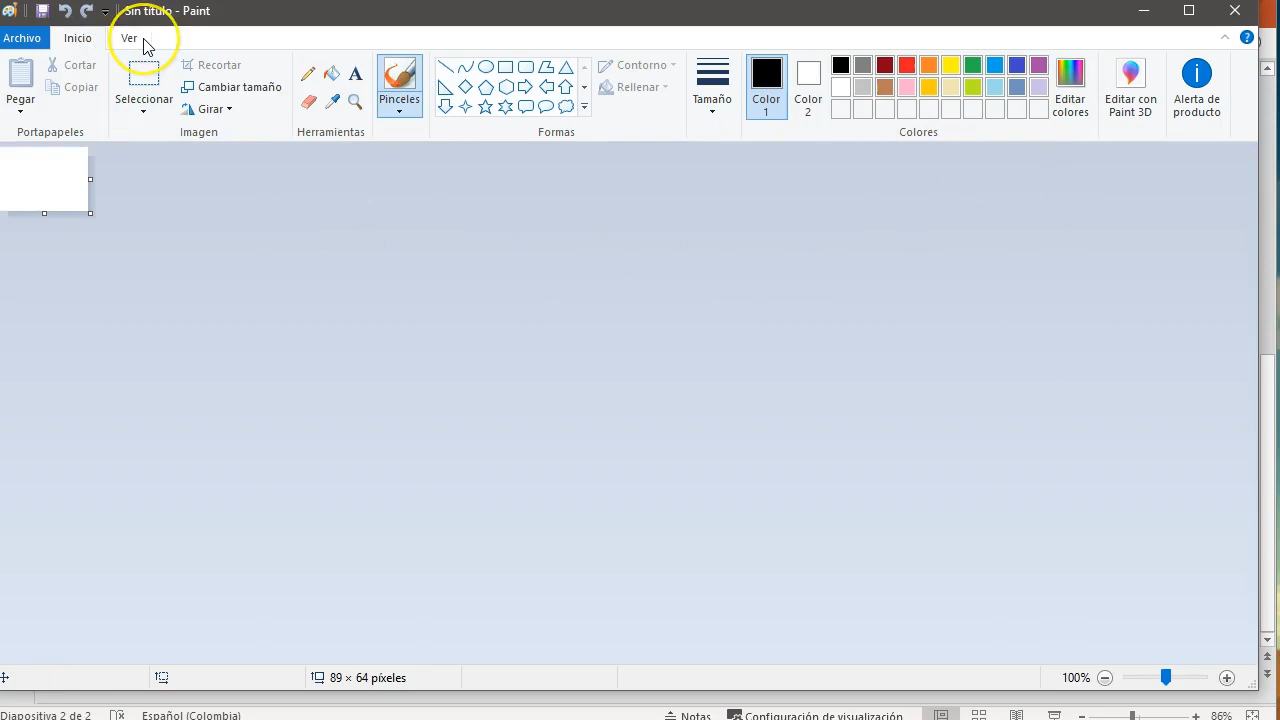 Sin título - Paint
Archivo Inicio Ver
Pegar
Cortar
Copiar
Portapapeles
Seleccionar
Recortar
Cambiar tamaño
Girar
Imagen
A
Herramientas
Pinceles
Contorno
Rellenar
Formas
Tamaño
Color
1
Color
2
Editar
colores
Colores
Editar con
Paint 3D
Alerta de
producto
89 × 64 píxeles
100%
Diapositiva 2 de 2 Español (Colombia) Notas Configuración de visualización 86%